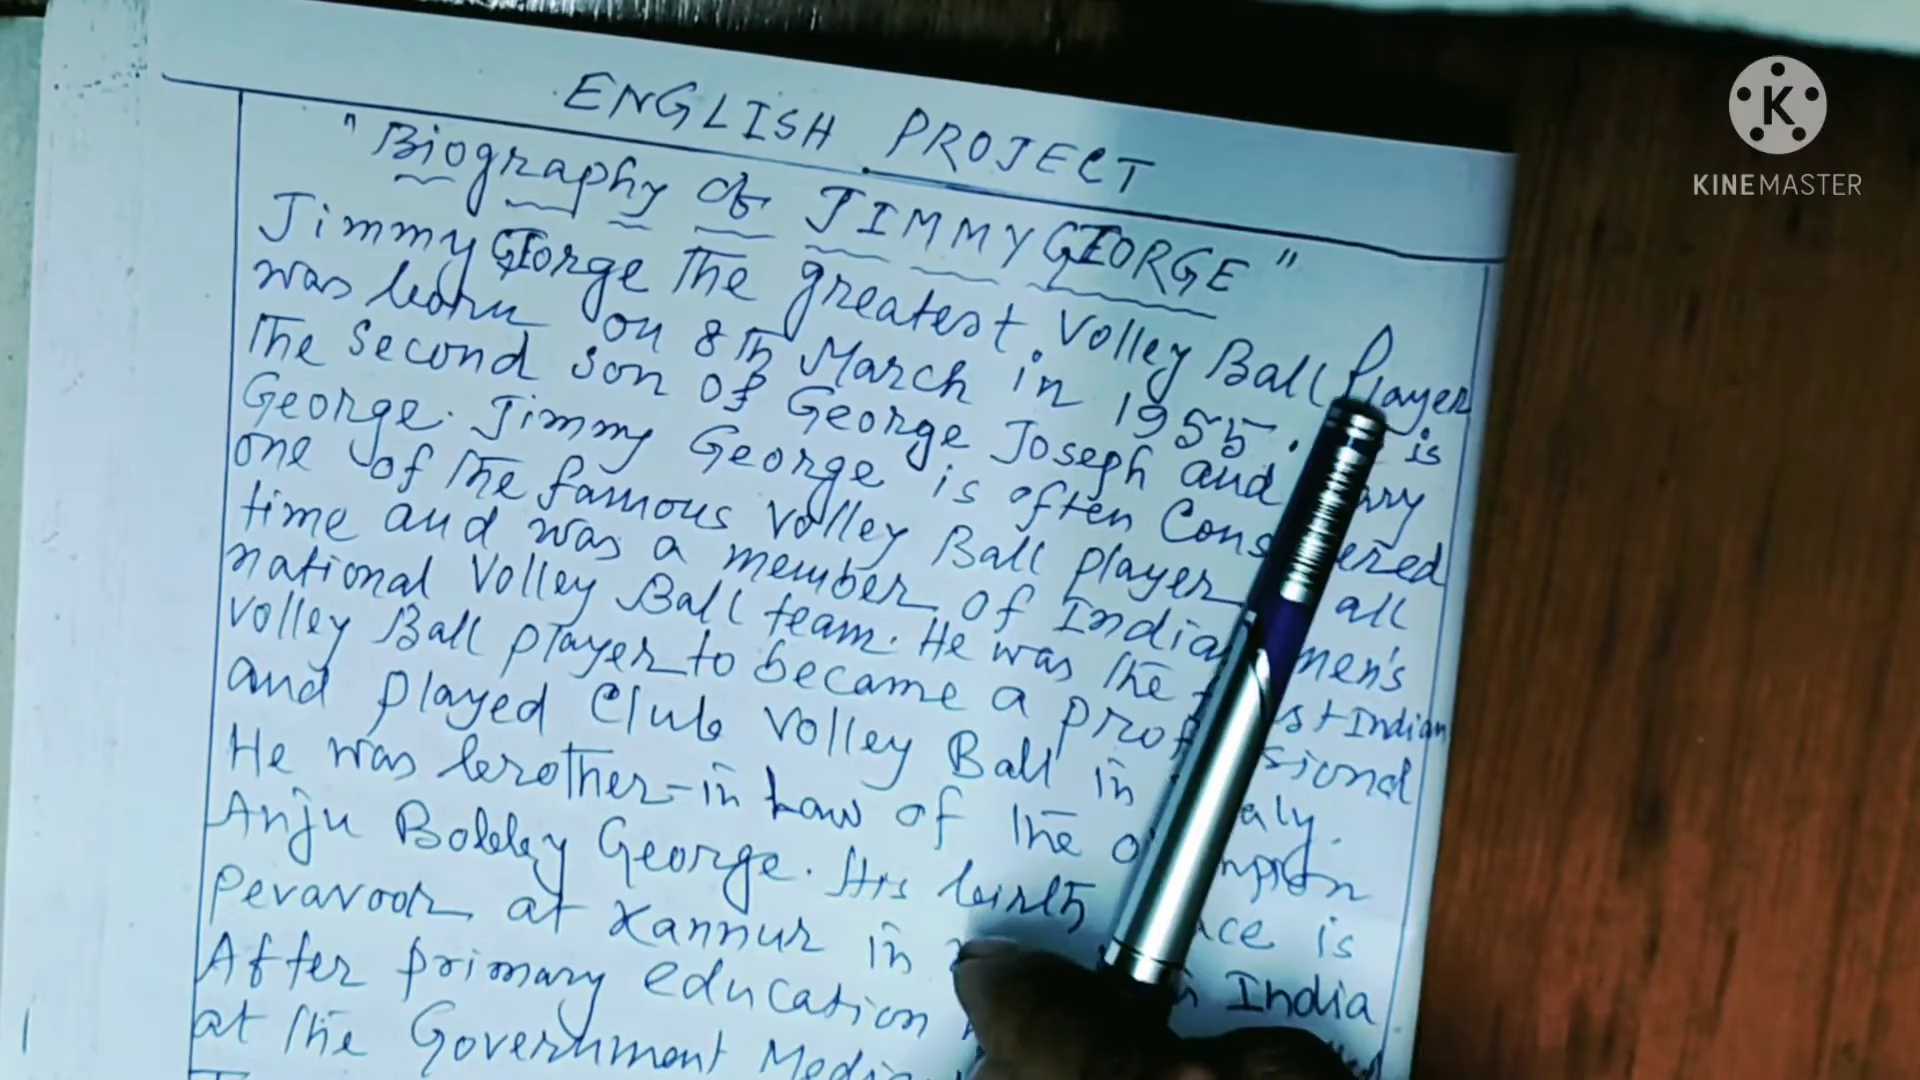 ENGLISH PROJECT
"Biography of JIMMY GEORGE"
Jimmy George the greatest Volley Ball Player
was born on 8th March in 1955. is
the second son of George Joseph and
George. Jimmy George is often
one of the famous Volley Ball player all
time and was a member of India men's
national Volley Ball team. He was the Indian
volley Ball player to became a
and played Club Volley Ball in
He was brother-in Law of the
Anju Bobby George. His birth is
Pevavoor at Kannur in India
After primary education
at the Government
K
KINEMASTER